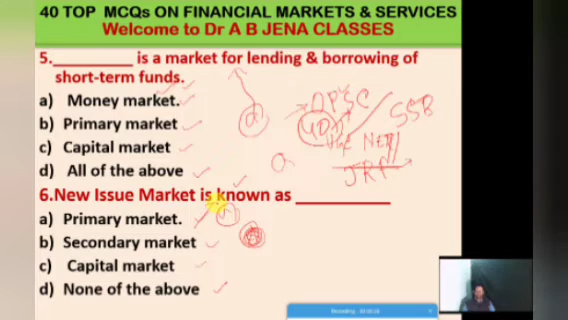 40 TOP MCQs ON FINANCIAL MARKETS & SERVICES
Welcome to Dr A B JENA CLASSES
5.________ is a market for lending & borrowing of
short-term funds.
a) Money market.
b) Primary market
c) Capital market
d) All of the above
6.New Issue Market is known as __________
a) Primary market.
b) Secondary market
c) Capital market
d) None of the above
OPSC
SSB
NET
JRF
a